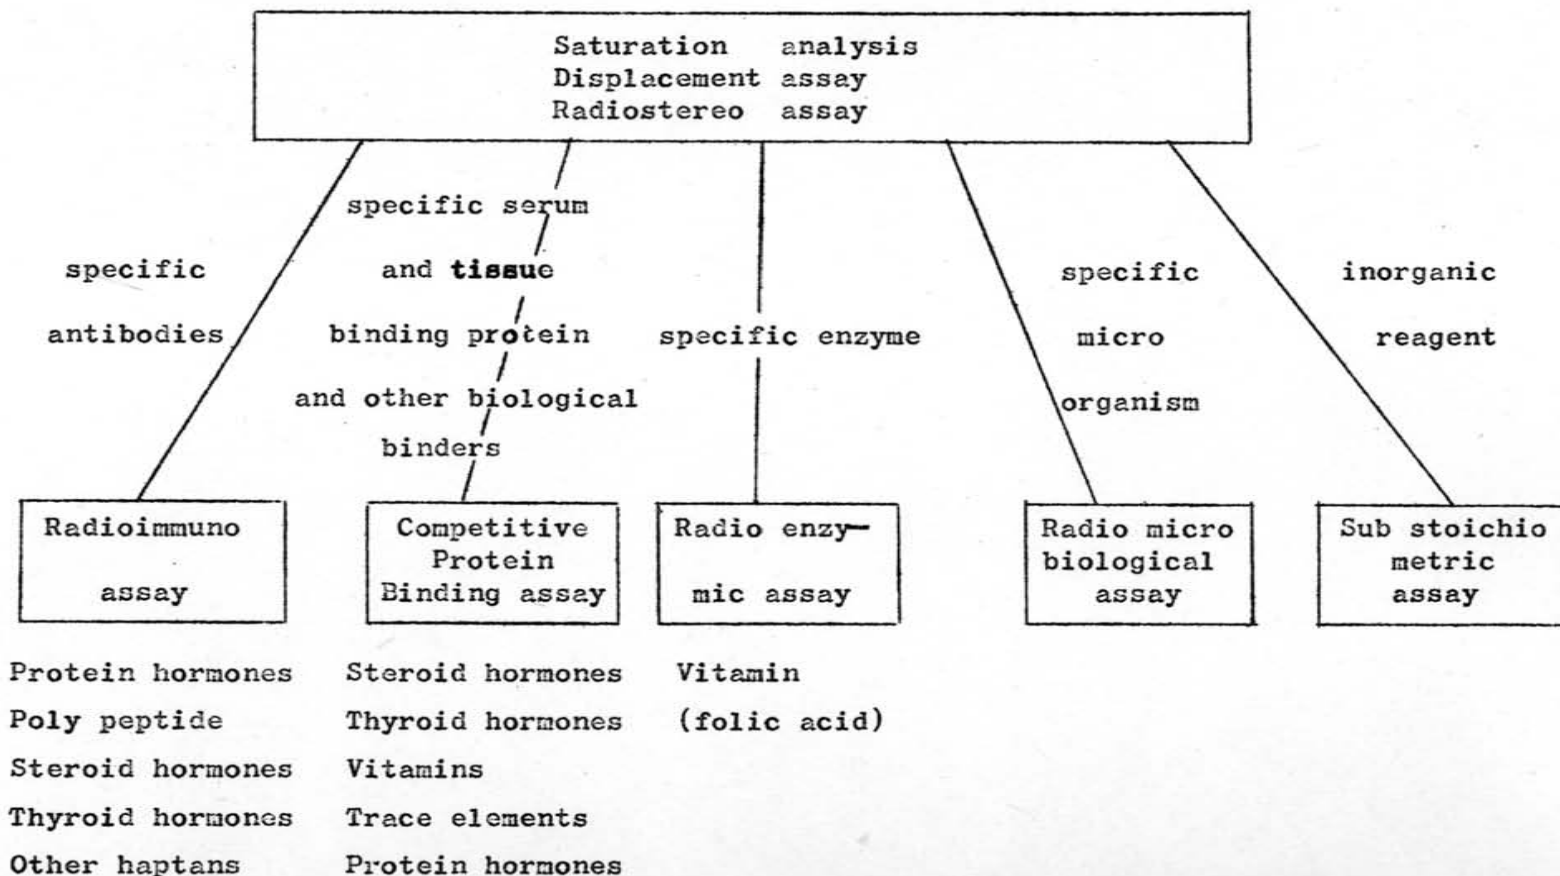 Saturation analysis
Displacement assay
Radiostereo assay
specific
antibodies
specific serum
and tissue
binding protein
and other biological
binders
specific enzyme
specific
micro
organism
inorganic
reagent
Radioimmuno
assay
Competitive
Protein
Binding assay
Radio enzy-
mic assay
Radio micro
biological
assay
Sub stoichio
metric
assay
Protein hormones
Poly peptide
Steroid hormones
Thyroid hormones
Other haptans
Steroid hormones
Thyroid hormones
Vitamins
Trace elements
Protein hormones
Vitamin
(folic acid)